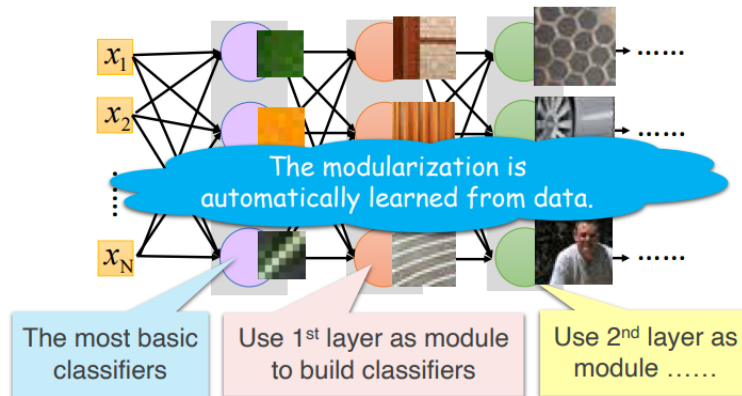 x₁
x₂
......
x_N
......
......
......
The modularization is
automatically learned from data.
The most basic
classifiers
Use 1st layer as module
to build classifiers
Use 2nd layer as
module ……